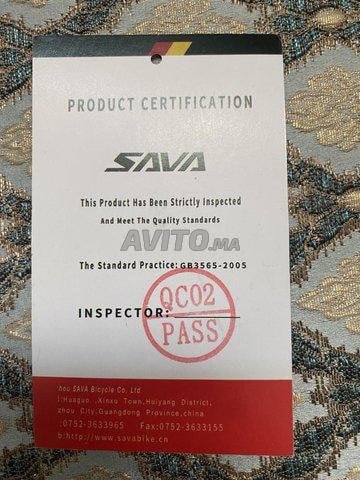 PRODUCT CERTIFICATION
SAVA
This Product Has Been Strictly Inspected
And Meet The Quality Standards
AVITO.ma
The Standard Practice: GB3565-2005
QC02
INSPECTOR:
PASS
hou SAVA Bicycle Co. Ltd
:Huaguo .,Xinxu Town,Huiyang District,
zhou City,Guangdong Province,china
:0752-3633965 Fax:0752-3633155
b:http://www.savabike.cn